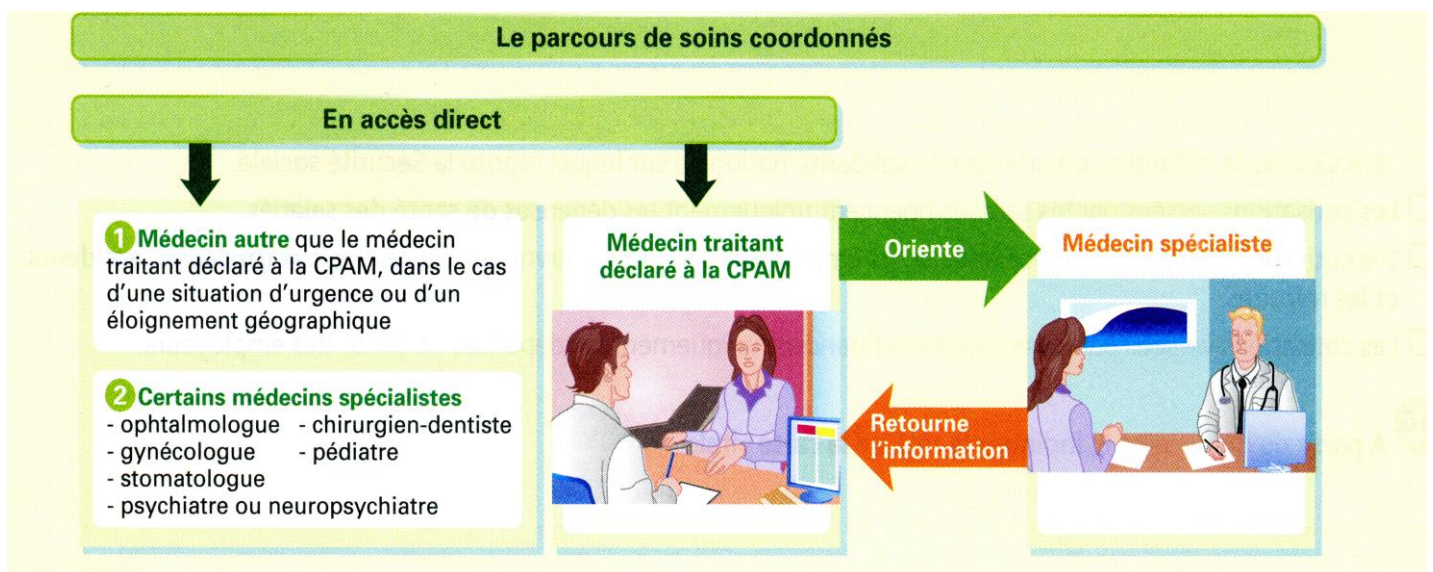 Le parcours de soins coordonnés
En accès direct
1 Médecin autre que le médecin
traitant déclaré à la CPAM, dans le cas
d'une situation d'urgence ou d'un
éloignement géographique
2 Certains médecins spécialistes
- ophtalmologue - chirurgien-dentiste
- gynécologue - pédiatre
- stomatologue
- psychiatre ou neuropsychiatre
Médecin traitant
déclaré à la CPAM
Oriente
Médecin spécialiste
Retourne
l'information